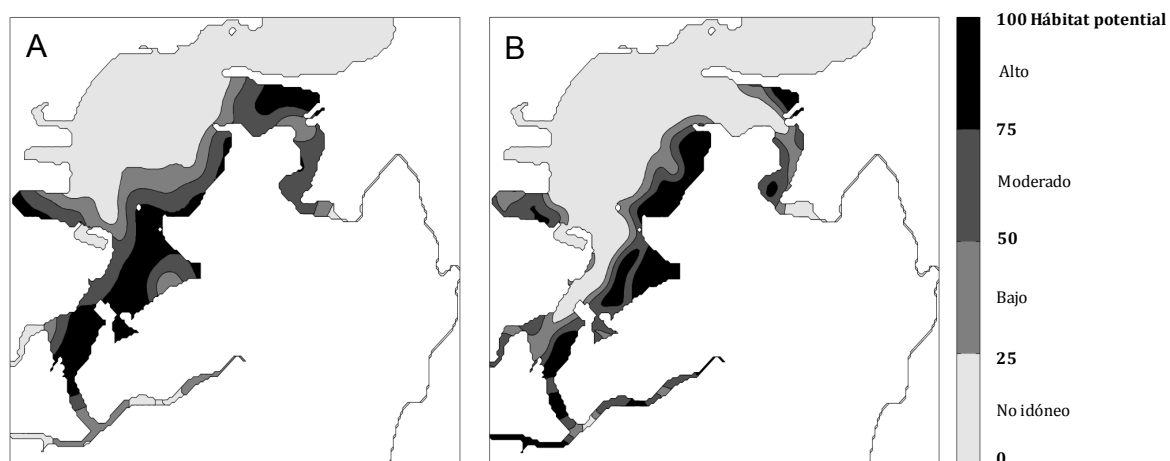 A
B
100 Hábitat potential
Alto
75
Moderado
50
Bajo
25
No idóneo
0